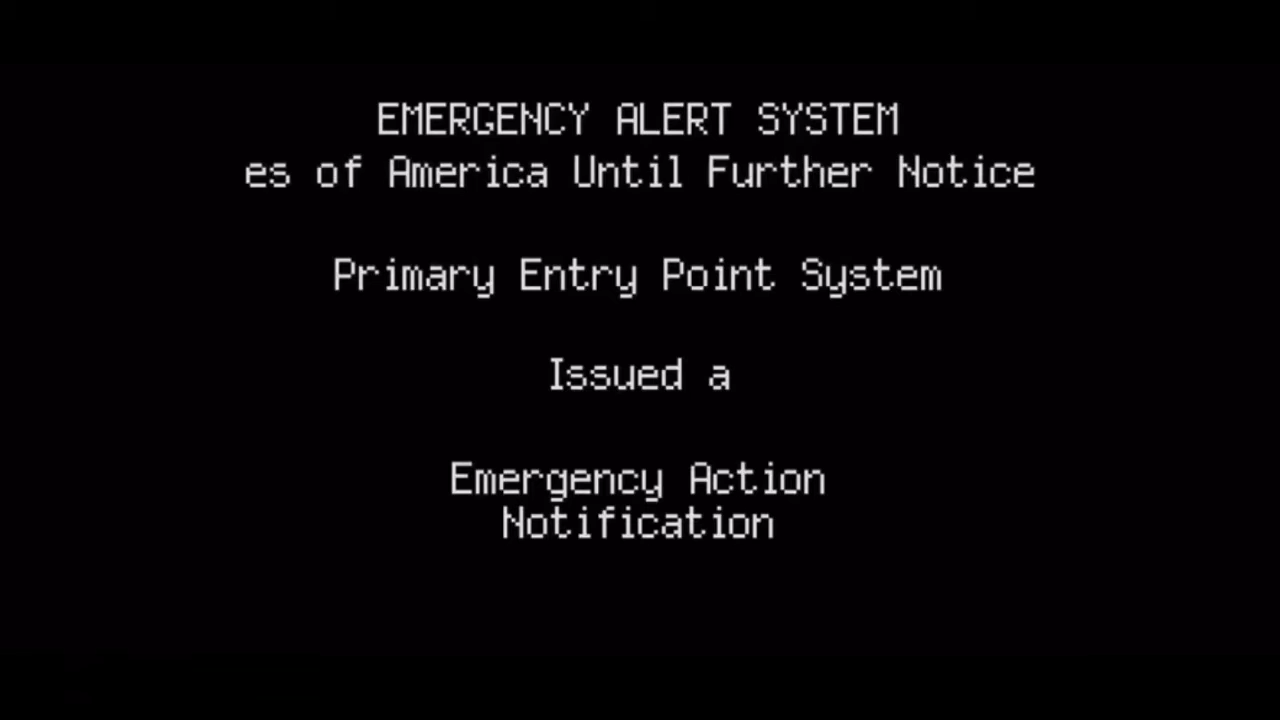 EMERGENCY ALERT SYSTEM
es of America Until Further Notice
Primary Entry Point System
Issued a
Emergency Action
Notification